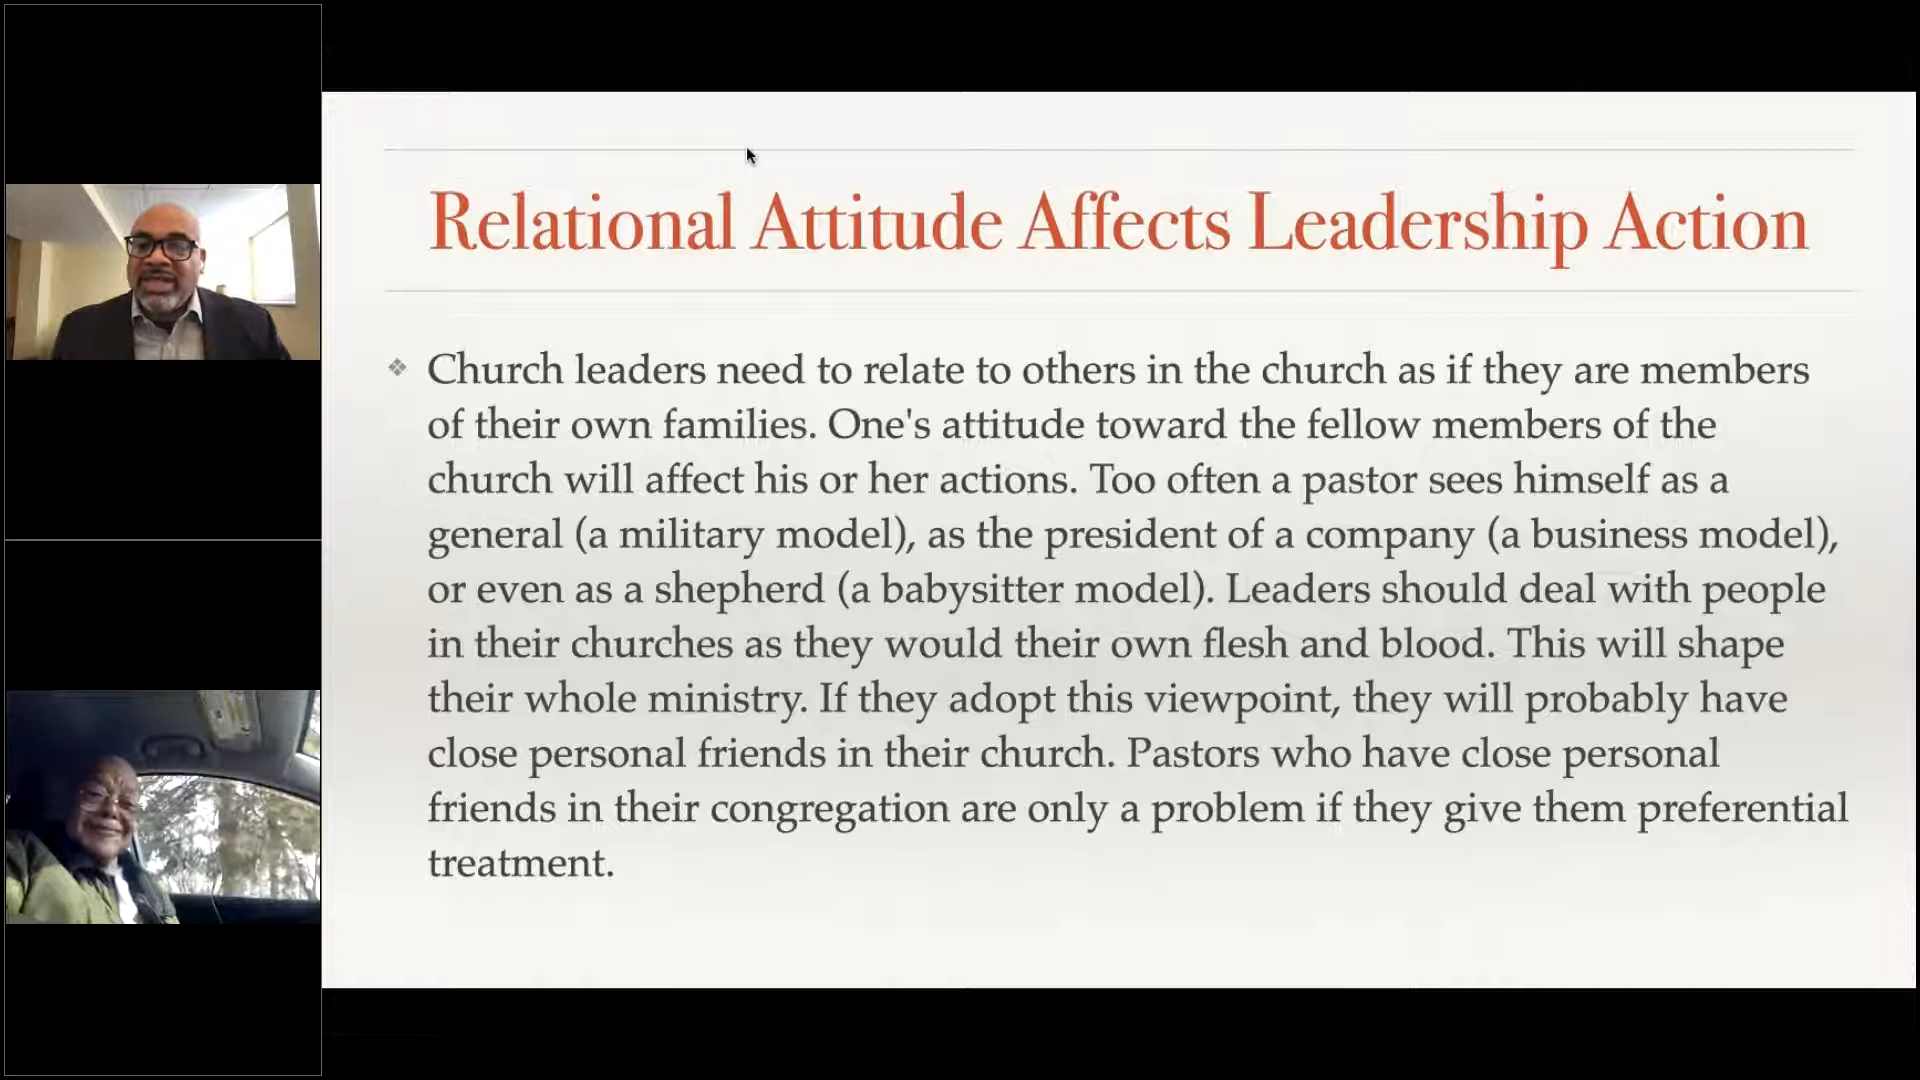 Relational Attitude Affects Leadership Action
Church leaders need to relate to others in the church as if they are members
of their own families. One's attitude toward the fellow members of the
church will affect his or her actions. Too often a pastor sees himself as a
general (a military model), as the president of a company (a business model),
or even as a shepherd (a babysitter model). Leaders should deal with people
in their churches as they would their own flesh and blood. This will shape
their whole ministry. If they adopt this viewpoint, they will probably have
close personal friends in their church. Pastors who have close personal
friends in their congregation are only a problem if they give them preferential
treatment.